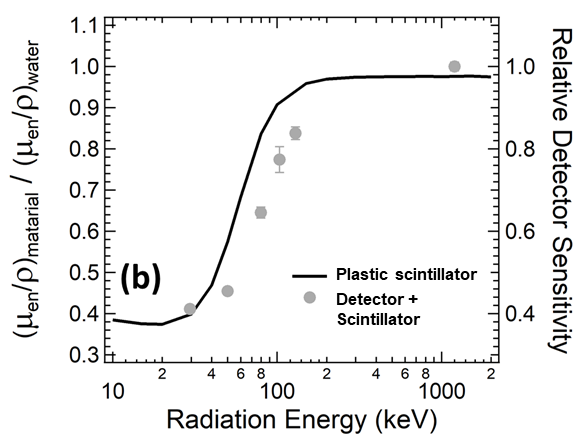 1.1
1.0
0.9
0.8
0.7
0.6
0.5
0.4
0.3
(μen/ρ)matarial / (μen/ρ)water
1.0
0.8
0.6
0.4
Relative Detector Sensitivity
(b)
Plastic scintillator
Detector +
Scintillator
2 4 6 8 2 4 6 8 2
10 100 1000
Radiation Energy (keV)